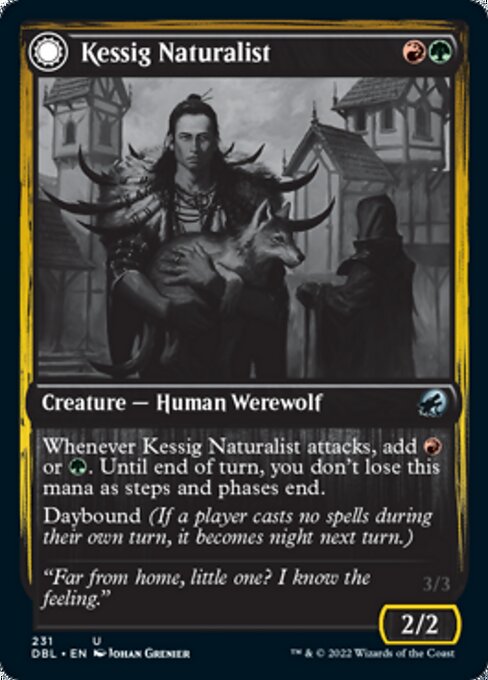 Kessig Naturalist
Creature — Human Werewolf
Whenever Kessig Naturalist attacks, add
or . Until end of turn, you don't lose this
mana as steps and phases end.
Daybound (If a player casts no spells during
their own turn, it becomes night next turn.)
"Far from home, little one? I know the
feeling."
3/3
2/2
231 U
DBL • EN Johan Grenier
™ & © 2022 Wizards of the Coast